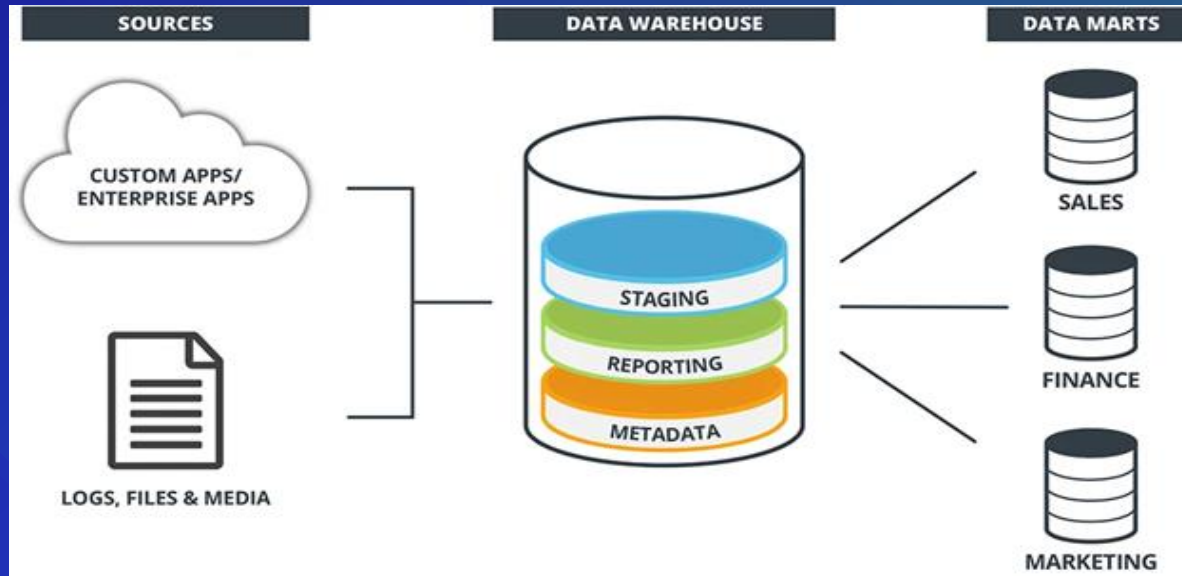 SOURCES
DATA WAREHOUSE
DATA MARTS
CUSTOM APPS/
ENTERPRISE APPS
LOGS, FILES & MEDIA
STAGING
REPORTING
METADATA
SALES
FINANCE
MARKETING